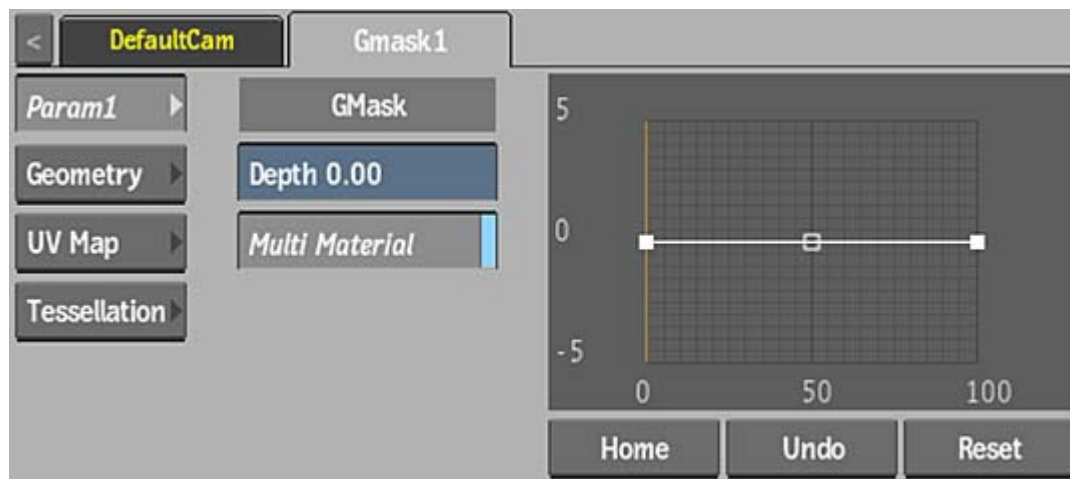 < DefaultCam Gmask1
Param1 GMask
Geometry Depth 0.00
UV Map Multi Material
Tessellation
5
0
-5
0 50 100
Home Undo Reset